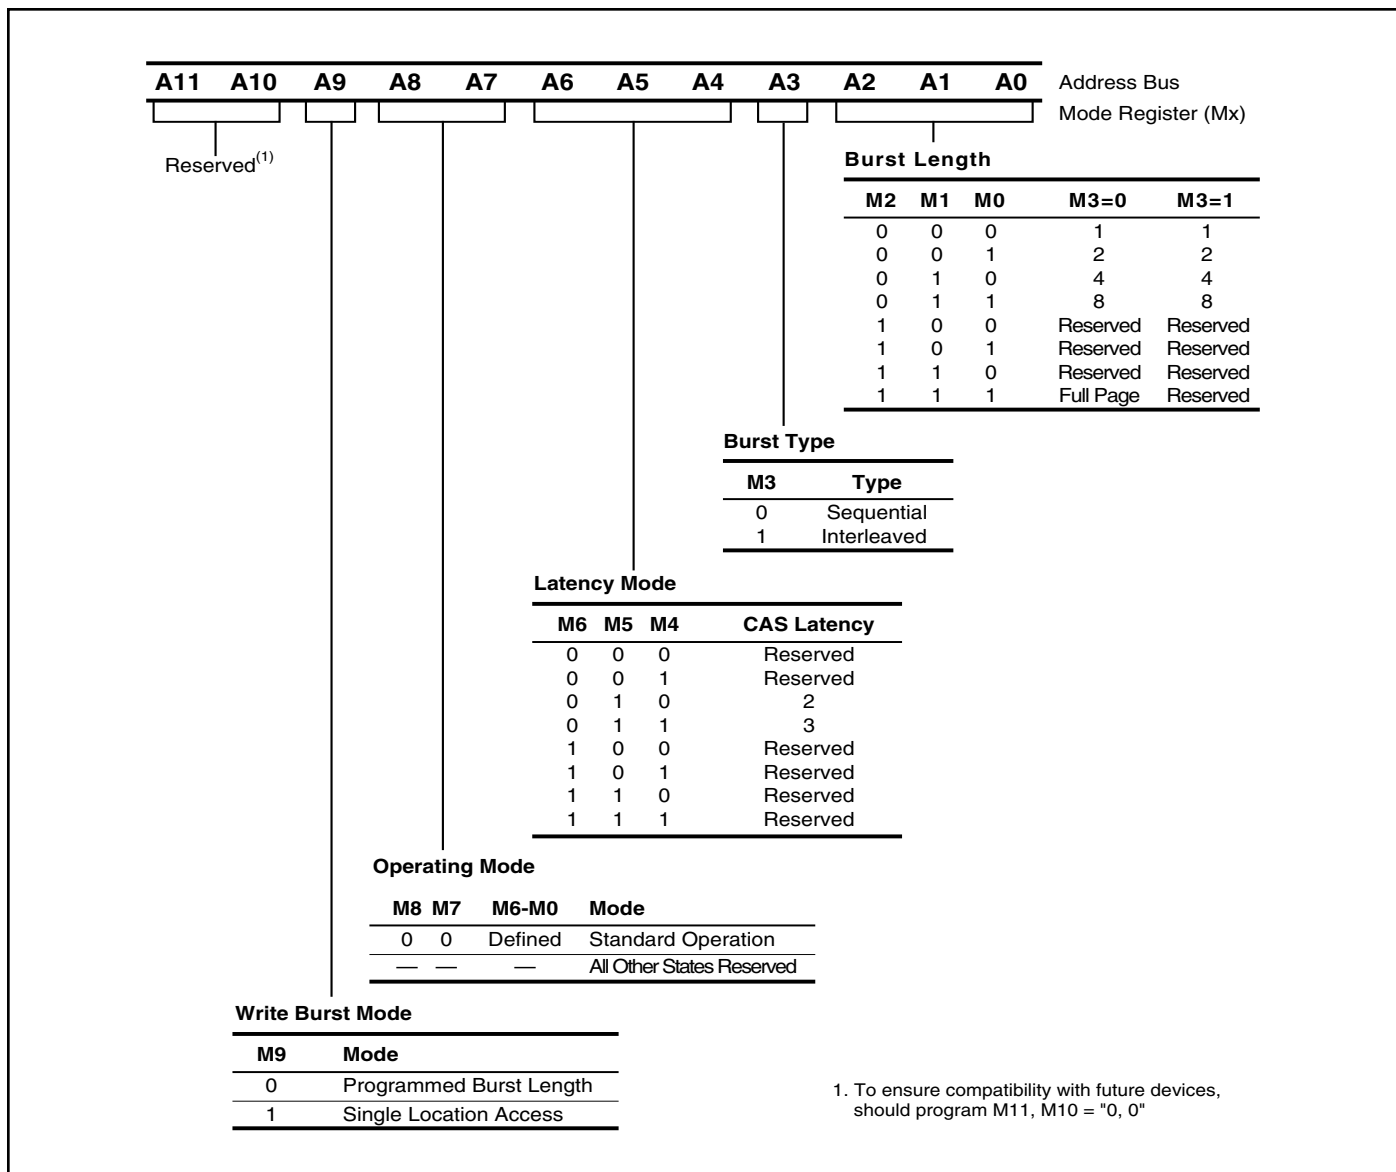 A11 A10 A9 A8 A7 A6 A5 A4 A3 A2 A1 A0 Address Bus
Mode Register (Mx)
Reserved(1)
Burst Length
M2 M1 M0 M3=0 M3=1
0 0 0 1 1
0 0 1 2 2
0 1 0 4 4
0 1 1 8 8
1 0 0 Reserved Reserved
1 0 1 Reserved Reserved
1 1 0 Reserved Reserved
1 1 1 Full Page Reserved
Burst Type
M3 Type
0 Sequential
1 Interleaved
Latency Mode
M6 M5 M4 CAS Latency
0 0 0 Reserved
0 0 1 Reserved
0 1 0 2
0 1 1 3
1 0 0 Reserved
1 0 1 Reserved
1 1 0 Reserved
1 1 1 Reserved
Operating Mode
M8 M7 M6-M0 Mode
0 0 Defined Standard Operation
— — — All Other States Reserved
Write Burst Mode
M9 Mode
0 Programmed Burst Length
1 Single Location Access
1. To ensure compatibility with future devices,
should program M11, M10 = "0, 0"